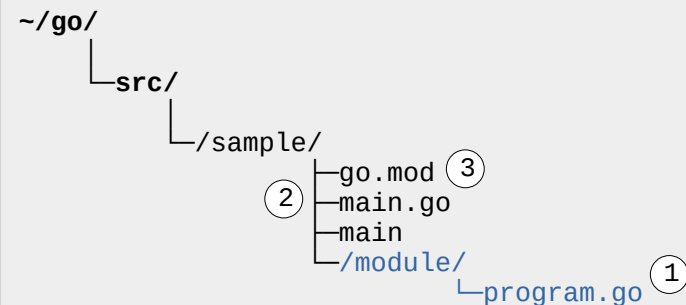 ~/go/
src/
/sample/
go.mod 3
2 main.go
main
/module/
program.go 1